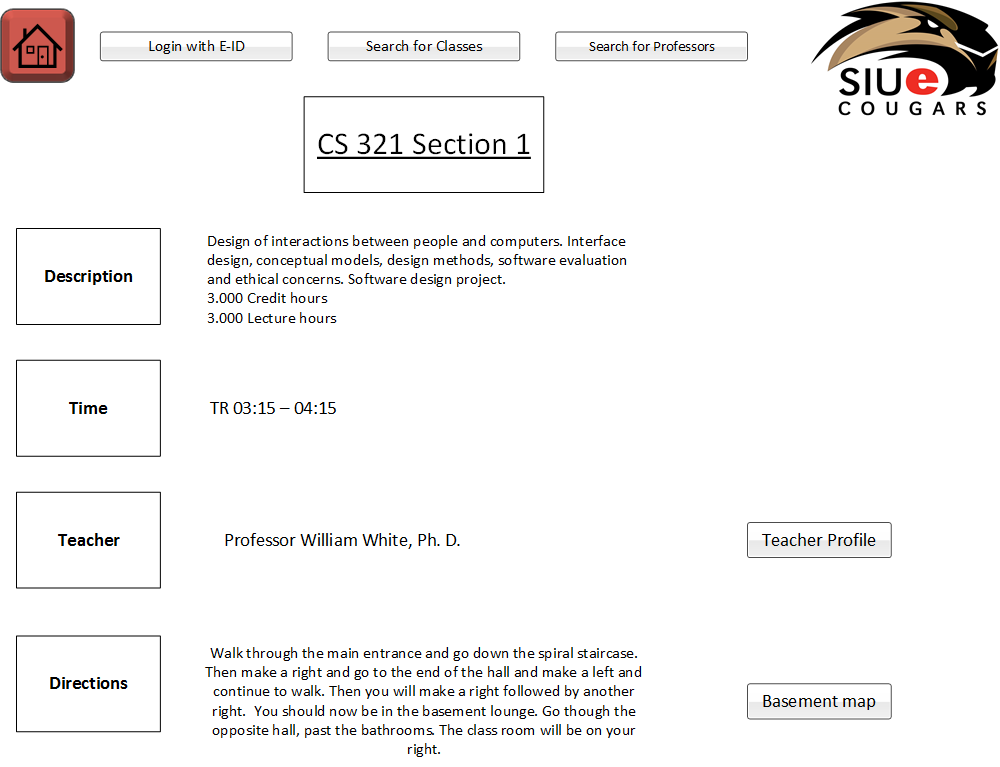 Login with E-ID
Search for Classes
Search for Professors
SIUe
COUGARS
CS 321 Section 1
Description
Design of interactions between people and computers. Interface
design, conceptual models, design methods, software evaluation
and ethical concerns. Software design project.
3.000 Credit hours
3.000 Lecture hours
Time
TR 03:15 – 04:15
Teacher
Professor William White, Ph. D.
Teacher Profile
Directions
Walk through the main entrance and go down the spiral staircase.
Then make a right and go to the end of the hall and make a left and
continue to walk. Then you will make a right followed by another
right.  You should now be in the basement lounge. Go though the
opposite hall, past the bathrooms. The class room will be on your
right.
Basement map